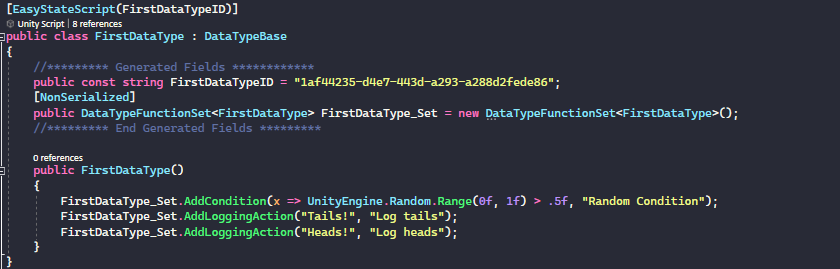 [EasyStateScript(FirstDataTypeID)]
Unity Script | 8 references
public class FirstDataType : DataTypeBase
{
//********* Generated Fields ************
public const string FirstDataTypeID = "1af44235-d4e7-443d-a293-a288d2fede86";
[NonSerialized]
public DataTypeFunctionSet<FirstDataType> FirstDataType_Set = new DataTypeFunctionSet<FirstDataType>();
//********* End Generated Fields *********
0 references
public FirstDataType()
{
FirstDataType_Set.AddCondition(x => UnityEngine.Random.Range(0f, 1f) > .5f, "Random Condition");
FirstDataType_Set.AddLoggingAction("Tails!", "Log tails");
FirstDataType_Set.AddLoggingAction("Heads!", "Log heads");
}
}